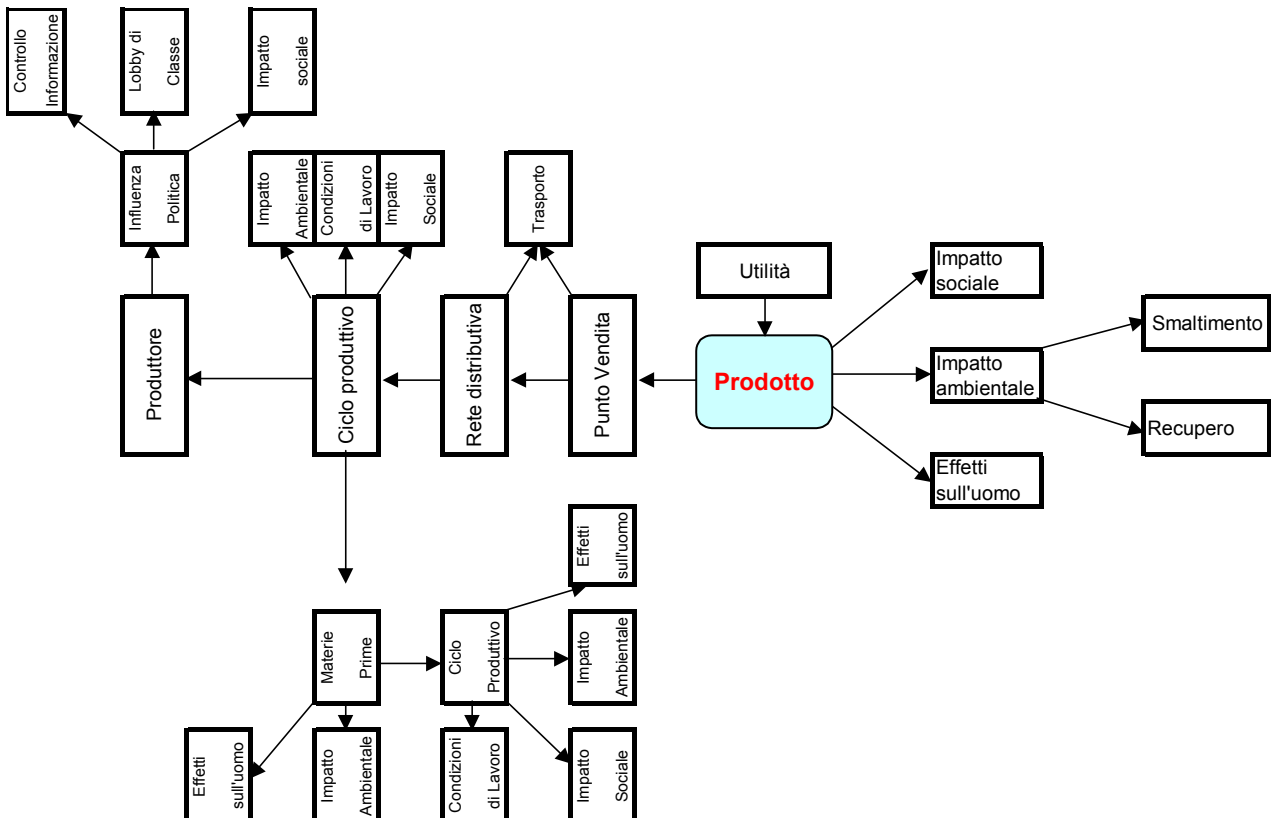 Controllo
Informazione
Lobby di
Classe
Impatto
sociale
Influenza
Politica
Impatto
Ambientale
Condizioni
di Lavoro
Impatto
Sociale
Trasporto
Utilità
Impatto
sociale
Produttore
Ciclo produttivo
Rete distributiva
Punto Vendita
Prodotto
Impatto
ambientale
Smaltimento
Recupero
Effetti
sull'uomo
Effetti
sull'uomo
Materie
Prime
Ciclo
Produttivo
Impatto
Ambientale
Effetti
sull'uomo
Impatto
Ambientale
Condizioni
di Lavoro
Impatto
Sociale